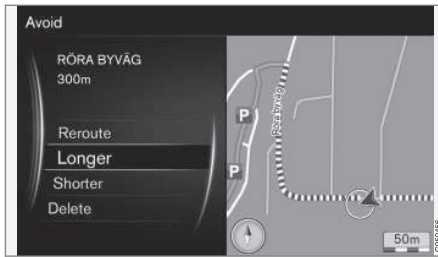 Avoid
RÖRA BYVÄG
300m
Reroute
Longer
Shorter
Delete
P
Röra byväg
P
50m